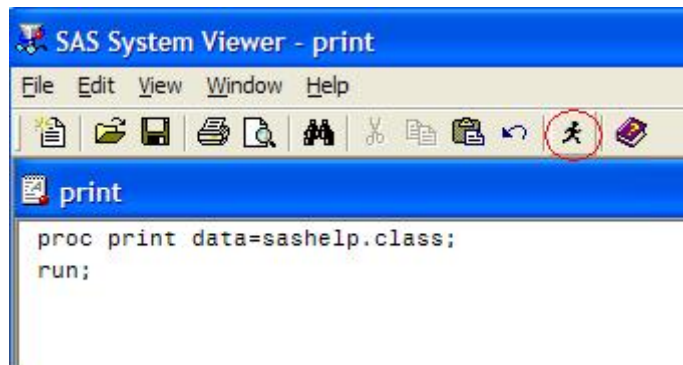 SAS System Viewer - print
File Edit View Window Help
print
proc print data=sashelp.class;
run;